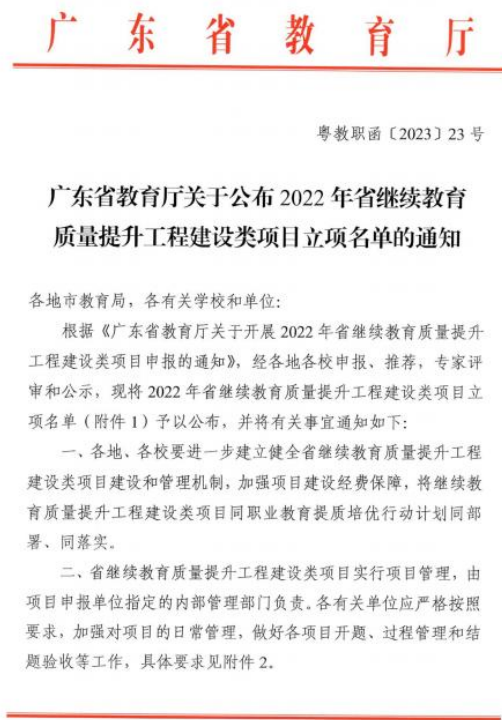 广东省教育厅
粤教职函〔2023〕23号
广东省教育厅关于公布2022年省继续教育
质量提升工程建设类项目立项名单的通知
各地市教育局，各有关学校和单位：
根据《广东省教育厅关于开展2022年省继续教育质量提升
工程建设类项目申报的通知》，经各地各校申报、推荐，专家评
审和公示，现将2022年省继续教育质量提升工程建设类项目立
项名单（附件1）予以公布，并将有关事宜通知如下：
一、各地、各校要进一步建立健全省继续教育质量提升工程
建设类项目建设和管理机制，加强项目建设经费保障，将继续教
育质量提升工程建设类项目同职业教育提质培优行动计划同部
署、同落实。
二、省继续教育质量提升工程建设类项目实行项目管理，由
项目申报单位指定的内部管理部门负责。各有关单位应严格按照
要求，加强对项目的日常管理，做好各项目开题、过程管理和结
题验收等工作，具体要求见附件2。